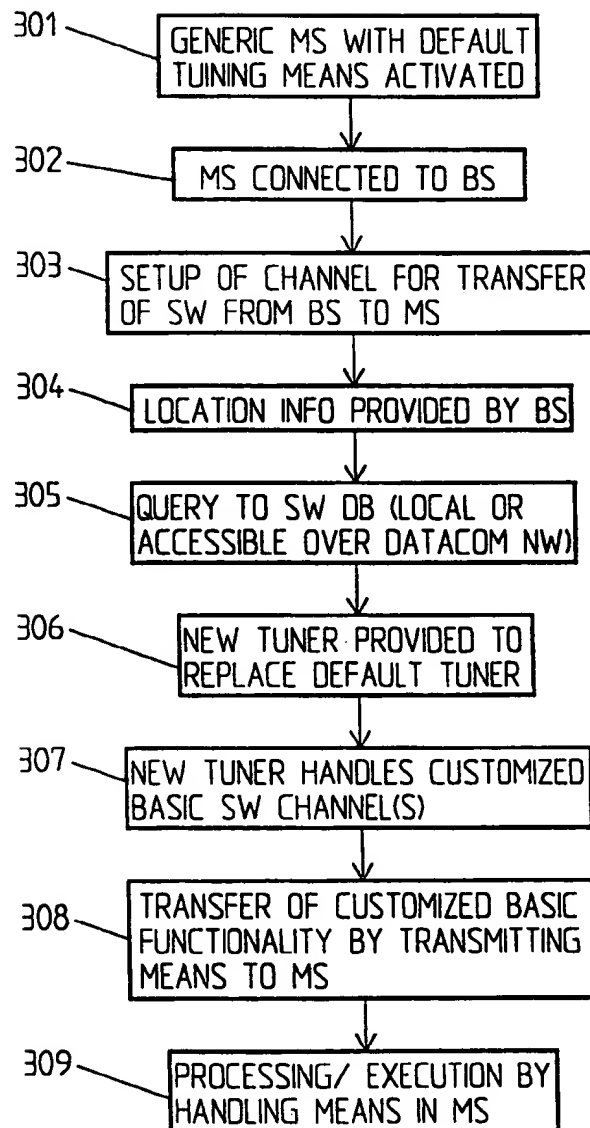 301
GENERIC MS WITH DEFAULT
TUINING MEANS ACTIVATED
302
MS CONNECTED TO BS
303
SETUP OF CHANNEL FOR TRANSFER
OF SW FROM BS TO MS
304
LOCATION INFO PROVIDED BY BS
305
QUERY TO SW DB (LOCAL OR
ACCESSIBLE OVER DATACOM NW)
306
NEW TUNER PROVIDED TO
REPLACE DEFAULT TUNER
307
NEW TUNER HANDLES CUSTOMIZED
BASIC SW CHANNEL(S)
308
TRANSFER OF CUSTOMIZED BASIC
FUNCTIONALITY BY TRANSMITTING
MEANS TO MS
309
PROCESSING/ EXECUTION BY
HANDLING MEANS IN MS